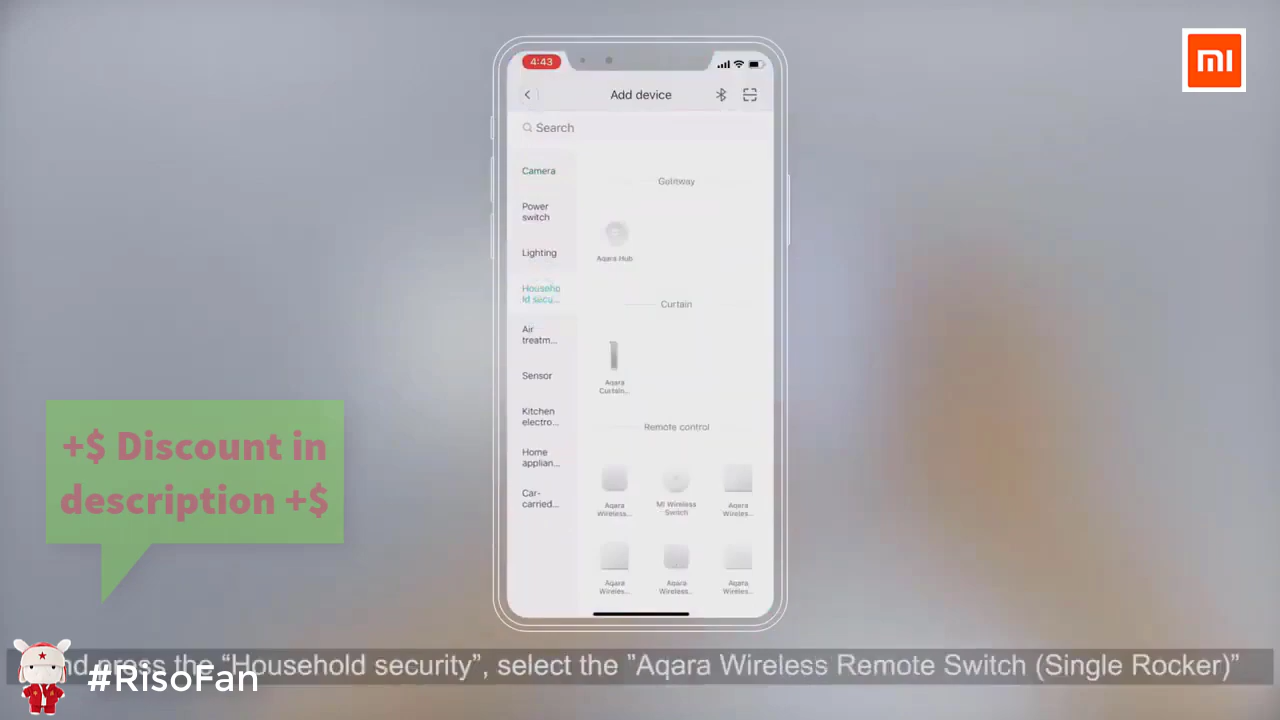 4:43
Add device
mi
Search
Camera
Power
switch
Lighting
Househo
ld secu...
Air
treatm...
Sensor
Kitchen
electro...
Home
applian...
Car-
carried...
Aqara Hub
Curtain
Aqara
Curtain...
Remote control
Aqara
Wireless...
MI Wireless
Switch
Aqara
Wireles...
Aqara
Wireles...
Aqara
Wireless...
Aqara
Wireles...
+$ Discount in
description +$
press the “Household security”, select the "Aqara Wireless Remote Switch (Single Rocker)”
#RisoFan